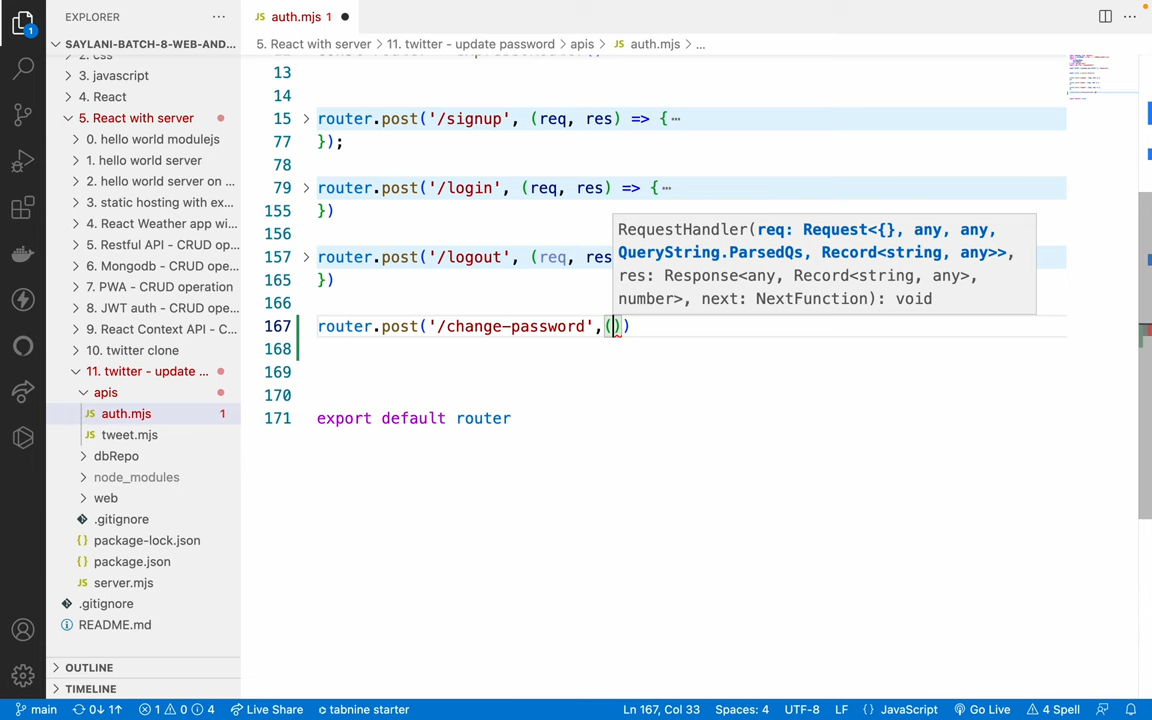 EXPLORER
auth.mjs 1
SAYLANI-BATCH-8-WEB-AND...
5. React with server > 11. twitter - update password > apis > JS auth.mjs > ...
3. javascript
4. React
5. React with server
0. hello world modulejs
1. hello world server
2. hello world server on ...
3. static hosting with ex...
4. React Weather app wi...
5. Restful API - CRUD op...
6. Mongodb - CRUD ope...
7. PWA - CRUD operation
8. JWT auth - CRUD oper...
9. React Context API - C...
10. twitter clone
11. twitter - update ...
apis
JS auth.mjs 1
JS tweet.mjs
dbRepo
node_modules
web
.gitignore
{} package-lock.json
{} package.json
JS server.mjs
.gitignore
README.md
OUTLINE
TIMELINE
13
14
15 router.post('/signup', (req, res) => {⋯
77 });
78
79 router.post('/login', (req, res) => {⋯
155 })
156
157 router.post('/logout', (req, res
165 })
166
167 router.post('/change-password',())
168
169
170
171 export default router
RequestHandler(req: Request<{}, any, any,
QueryString.ParsedQs, Record<string, any>>,
res: Response<any, Record<string, any>,
number>, next: NextFunction): void
main 0↓ 1↑ 1 0 4 Live Share tabnine starter Ln 167, Col 33 Spaces: 4 UTF-8 LF {} JavaScript Go Live 4 Spell